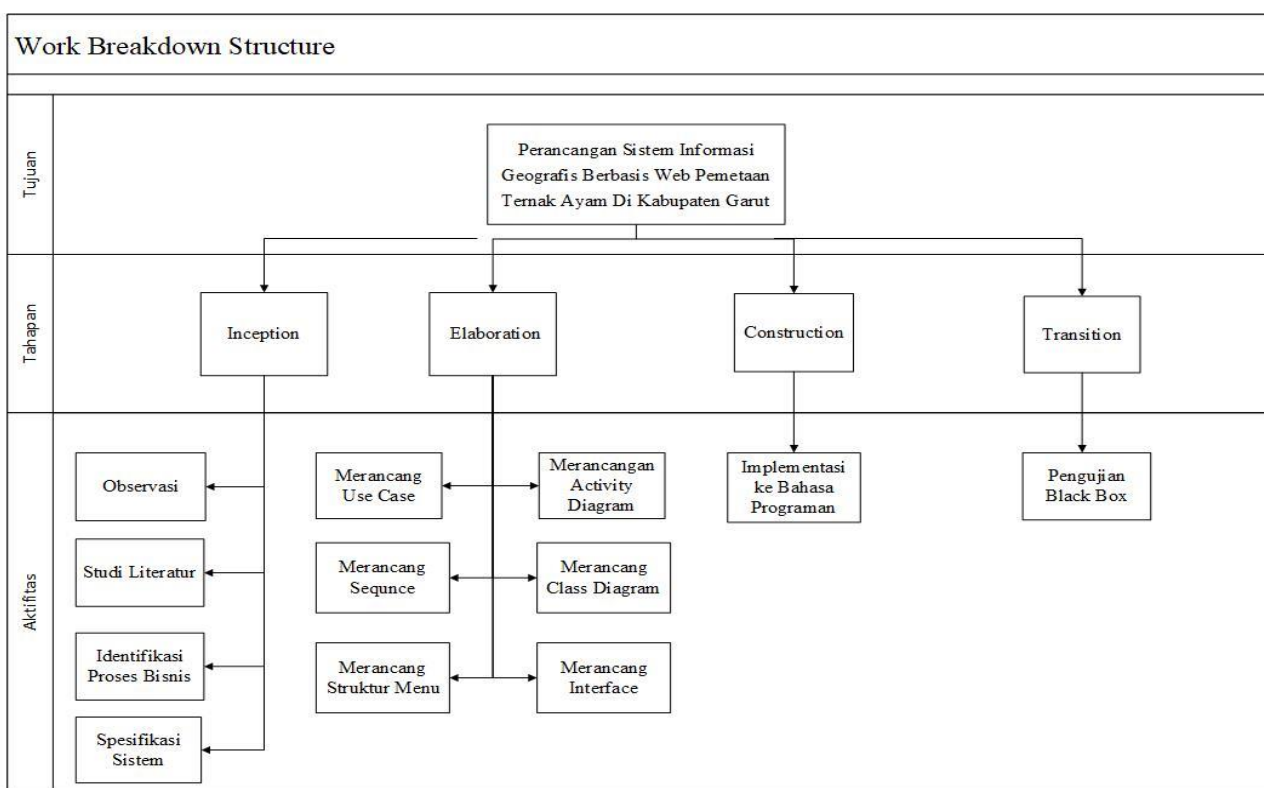 Work Breakdown Structure
Tujuan
Perancangan Sistem Informasi
Geografis Berbasis Web Pemetaan
Ternak Ayam Di Kabupaten Garut
Tahapan
Inception
Elaboration
Construction
Transition
Aktifitas
Observasi
Studi Literatur
Identifikasi
Proses Bisnis
Spesifikasi
Sistem
Merancang
Use Case
Merancangan
Activity
Diagram
Merancang
Sequnce
Merancang
Class Diagram
Merancang
Struktur Menu
Merancang
Interface
Implementasi
ke Bahasa
Programan
Pengujian
Black Box